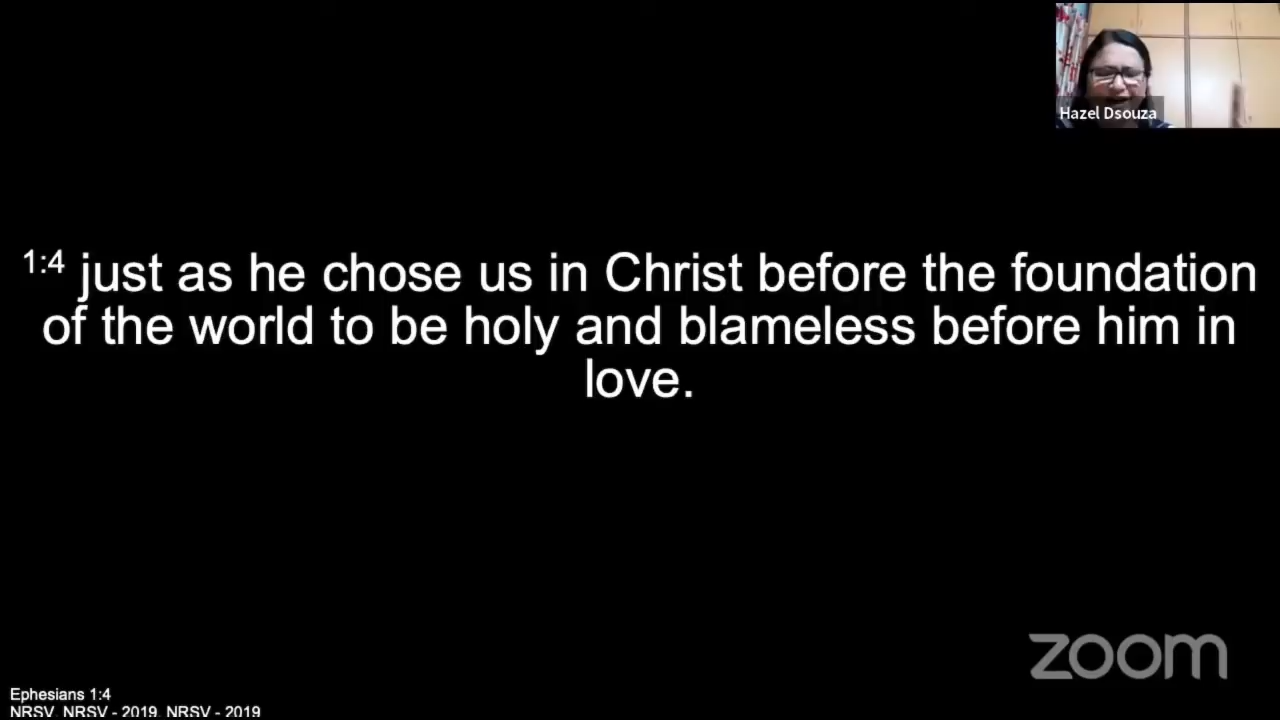 Hazel Dsouza
1:4 just as he chose us in Christ before the foundation
of the world to be holy and blameless before him in
love.
zoom
Ephesians 1:4
NRSV, NRSV - 2019, NRSV - 2019